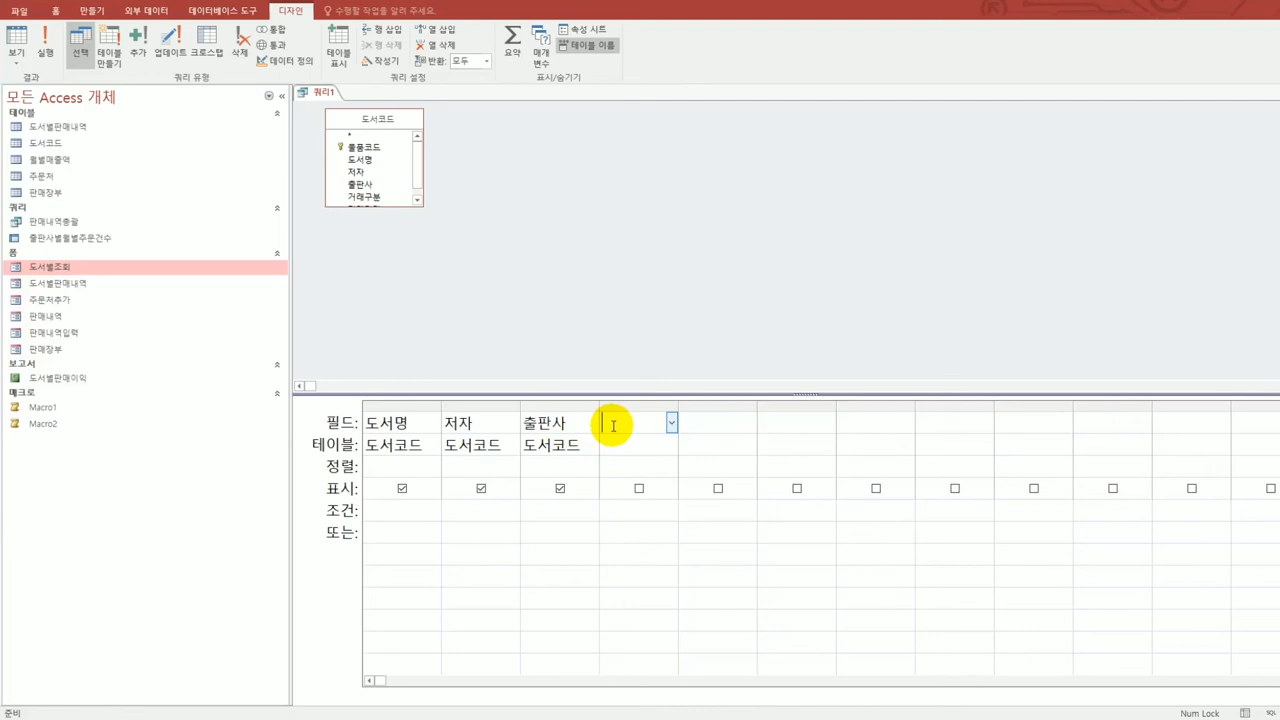 파일 홈 만들기 외부 데이터 데이터베이스 도구 디자인 수행할 작업을 알려 주세요.
보기 실행 선택 테이블 만들기 추가 업데이트 크로스탭 삭제 통합 통과 데이터 정의 테이블 표시 행 삽입 행 삭제 작성기 열 삽입 열 삭제 반환: 모두 요약 매개 변수 속성 시트 테이블 이름
결과 쿼리 유형 쿼리 설정 표시/숨기기
모든 Access 개체
테이블
도서별판매내역
도서코드
월별매출액
주문처
판매장부
쿼리
판매내역총괄
출판사별월별주문건수
폼
도서별조회
도서별판매내역
주문처추가
판매내역
판매내역입력
판매장부
보고서
도서별판매이익
매크로
Macro1
Macro2
쿼리1
도서코드
*
물품코드
도서명
저자
출판사
거래구분
필드: 도서명 저자 출판사
테이블: 도서코드 도서코드 도서코드
정렬:
표시:
조건:
또는:
준비 Num Lock SQL